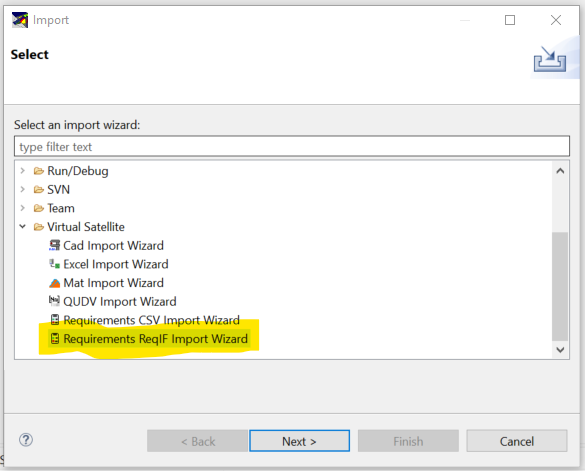 Import
Select
Select an import wizard:
type filter text
Run/Debug
SVN
Team
Virtual Satellite
Cad Import Wizard
Excel Import Wizard
Mat Import Wizard
QUDV Import Wizard
Requirements CSV Import Wizard
Requirements ReqIF Import Wizard
?
< Back
Next >
Finish
Cancel